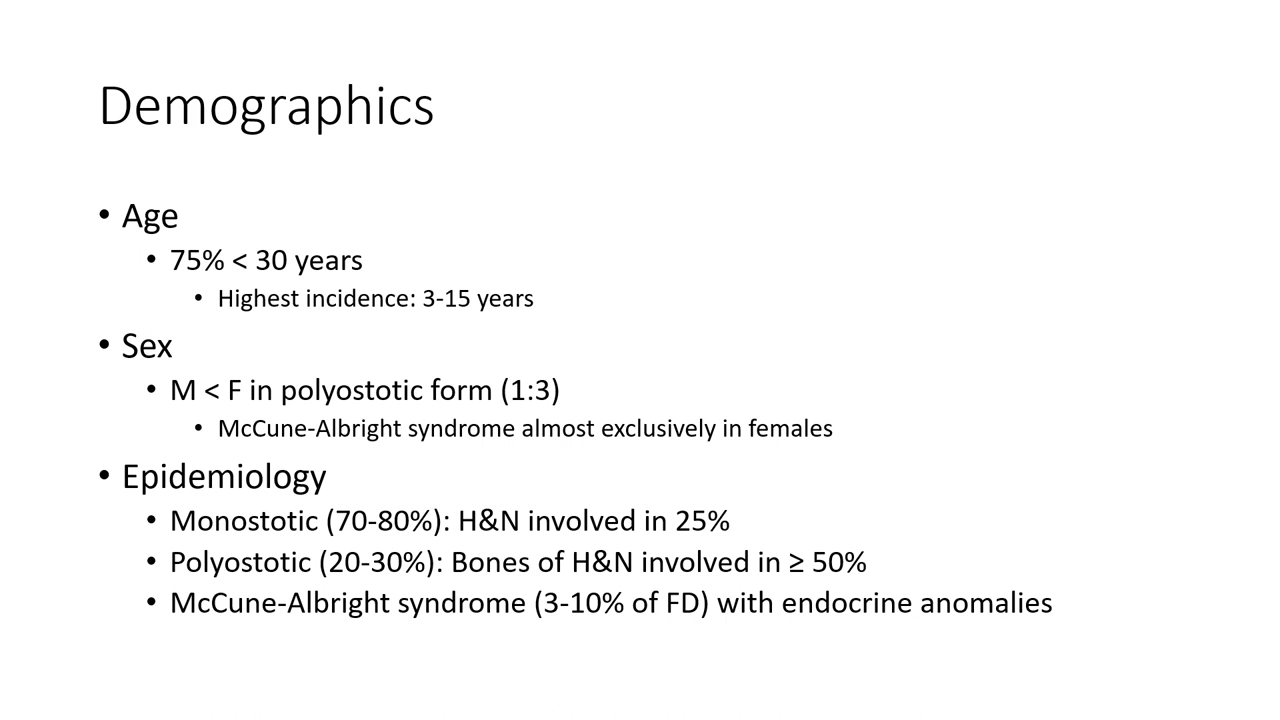 Demographics
• Age
• 75% < 30 years
• Highest incidence: 3-15 years
• Sex
• M < F in polyostotic form (1:3)
• McCune-Albright syndrome almost exclusively in females
• Epidemiology
• Monostotic (70-80%): H&N involved in 25%
• Polyostotic (20-30%): Bones of H&N involved in ≥ 50%
• McCune-Albright syndrome (3-10% of FD) with endocrine anomalies